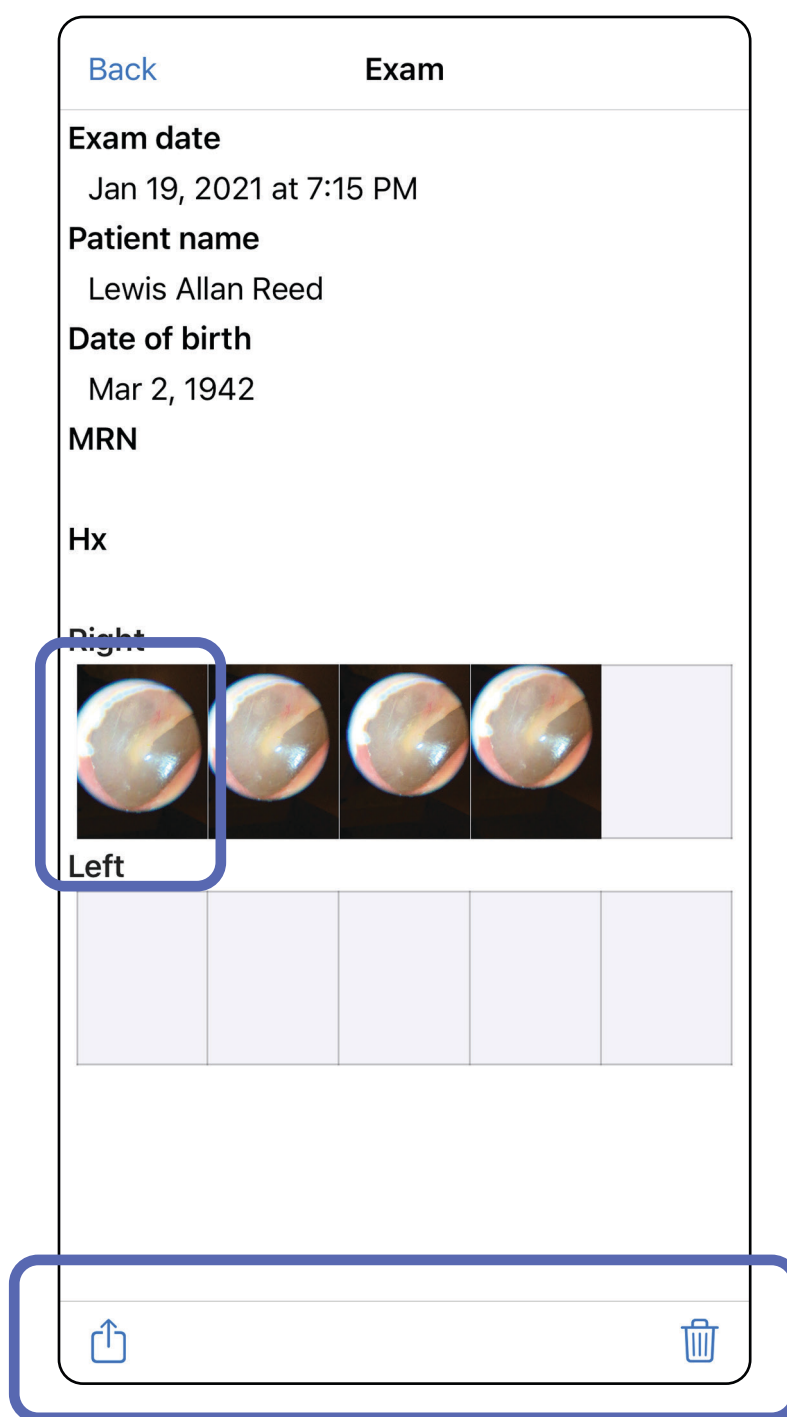 Back
Exam
Exam date
Jan 19, 2021 at 7:15 PM
Patient name
Lewis Allan Reed
Date of birth
Mar 2, 1942
MRN
Hx
Right
Left